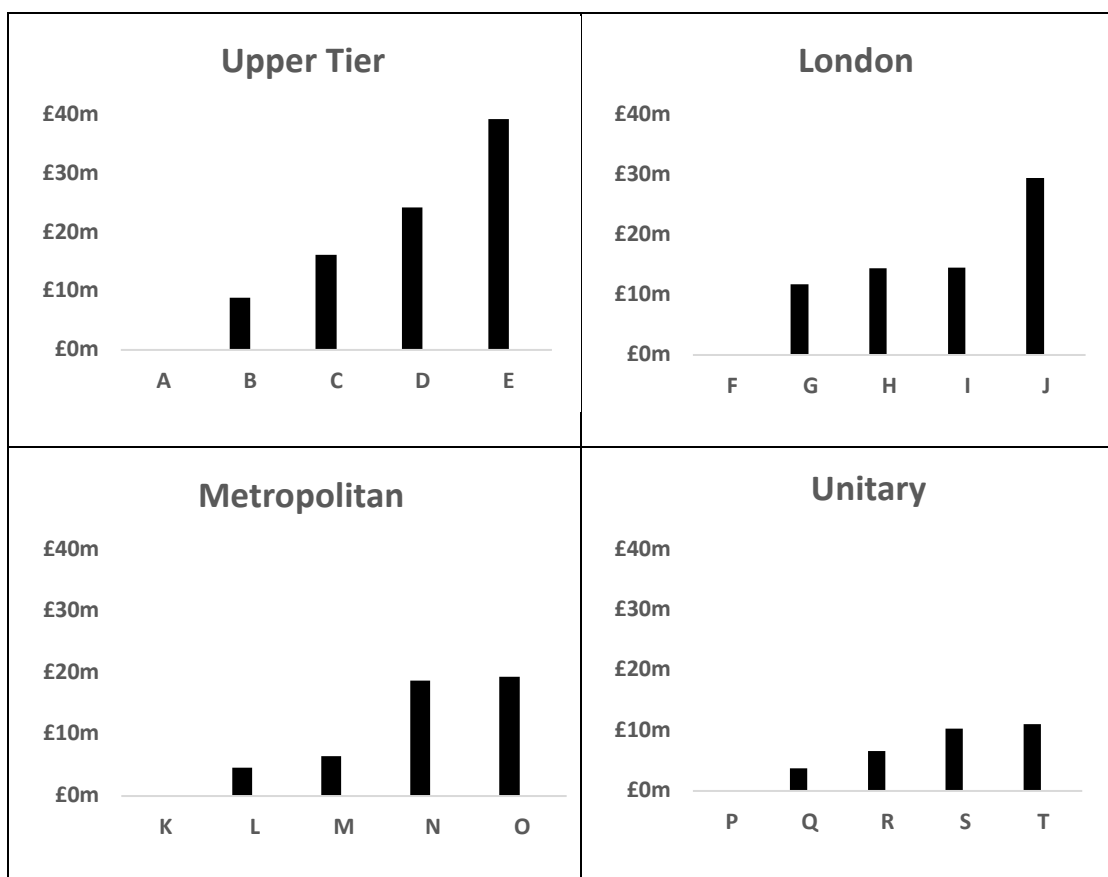 Upper Tier
£40m
£30m
£20m
£10m
£0m
A B C D E
London
£40m
£30m
£20m
£10m
£0m
F G H I J
Metropolitan
£40m
£30m
£20m
£10m
£0m
K L M N O
Unitary
£40m
£30m
£20m
£10m
£0m
P Q R S T